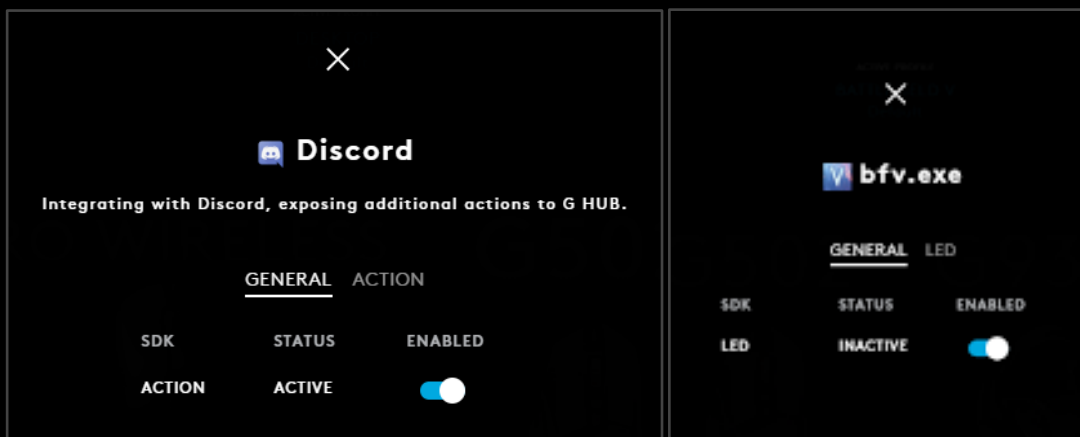 Discord
Integrating with Discord, exposing additional actions to G HUB.
GENERAL ACTION
SDK STATUS ENABLED
ACTION ACTIVE
bfv.exe
GENERAL LED
SDK STATUS ENABLED
LED INACTIVE